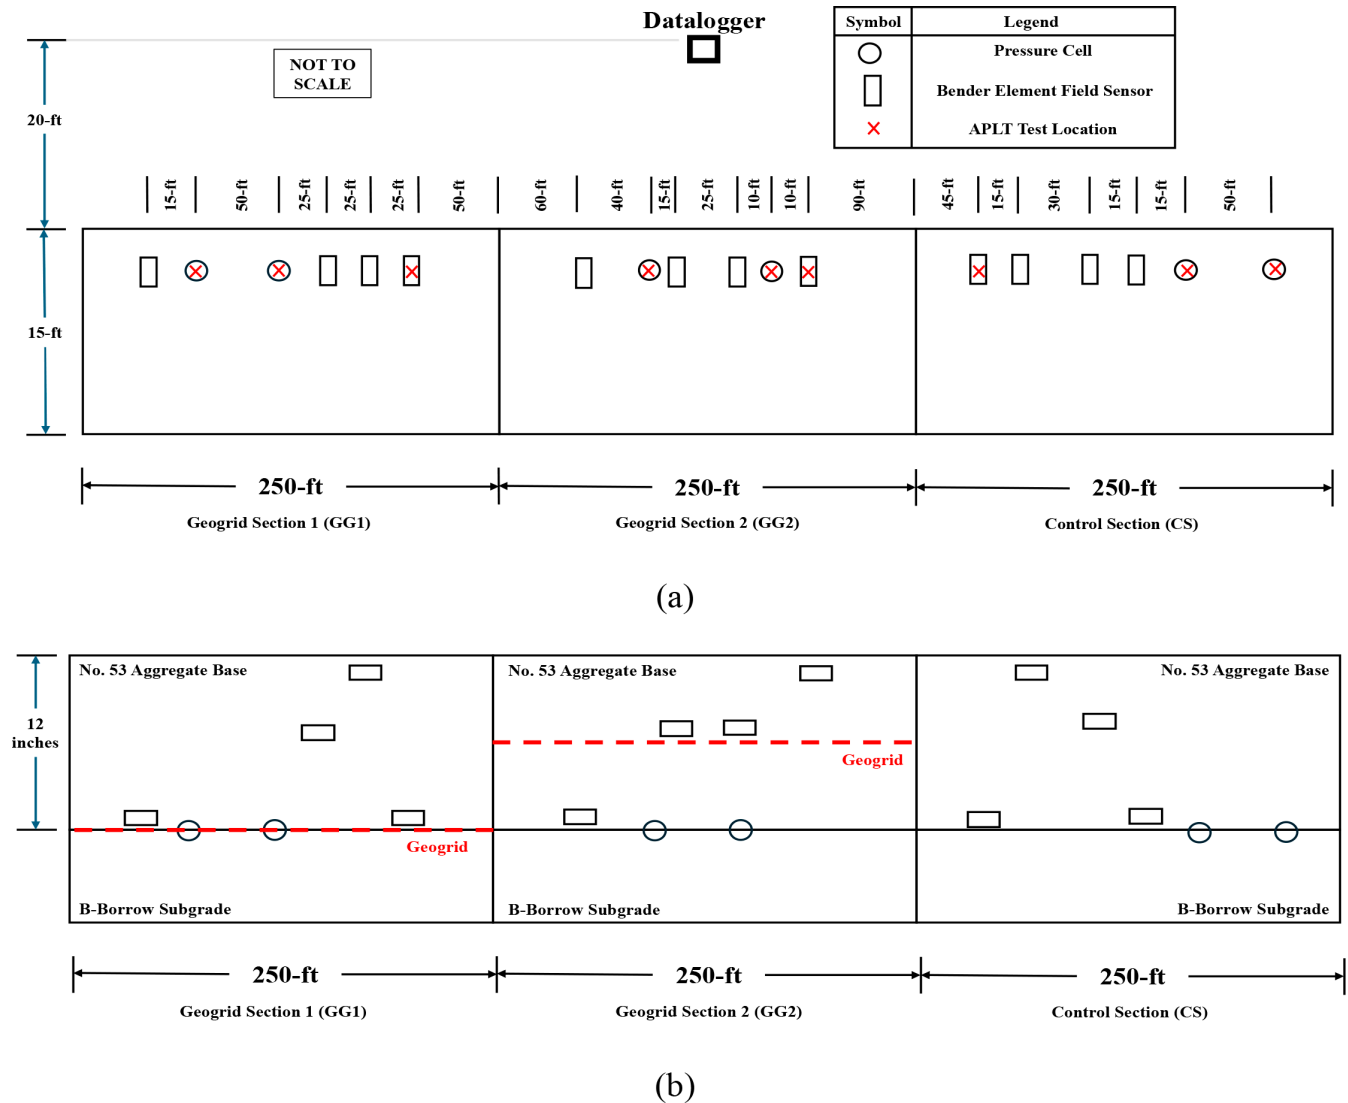 Datalogger
NOT TO
SCALE
Symbol
Legend
Pressure Cell
Bender Element Field Sensor
APLT Test Location
20-ft
15-ft
50-ft
25-ft
25-ft
25-ft
50-ft
60-ft
40-ft
15-ft
25-ft
10-ft
10-ft
90-ft
45-ft
15-ft
30-ft
15-ft
15-ft
50-ft
15-ft
250-ft
250-ft
250-ft
Geogrid Section 1 (GG1)
Geogrid Section 2 (GG2)
Control Section (CS)
(a)
No. 53 Aggregate Base
No. 53 Aggregate Base
No. 53 Aggregate Base
12
inches
Geogrid
Geogrid
B-Borrow Subgrade
B-Borrow Subgrade
B-Borrow Subgrade
250-ft
250-ft
250-ft
Geogrid Section 1 (GG1)
Geogrid Section 2 (GG2)
Control Section (CS)
(b)